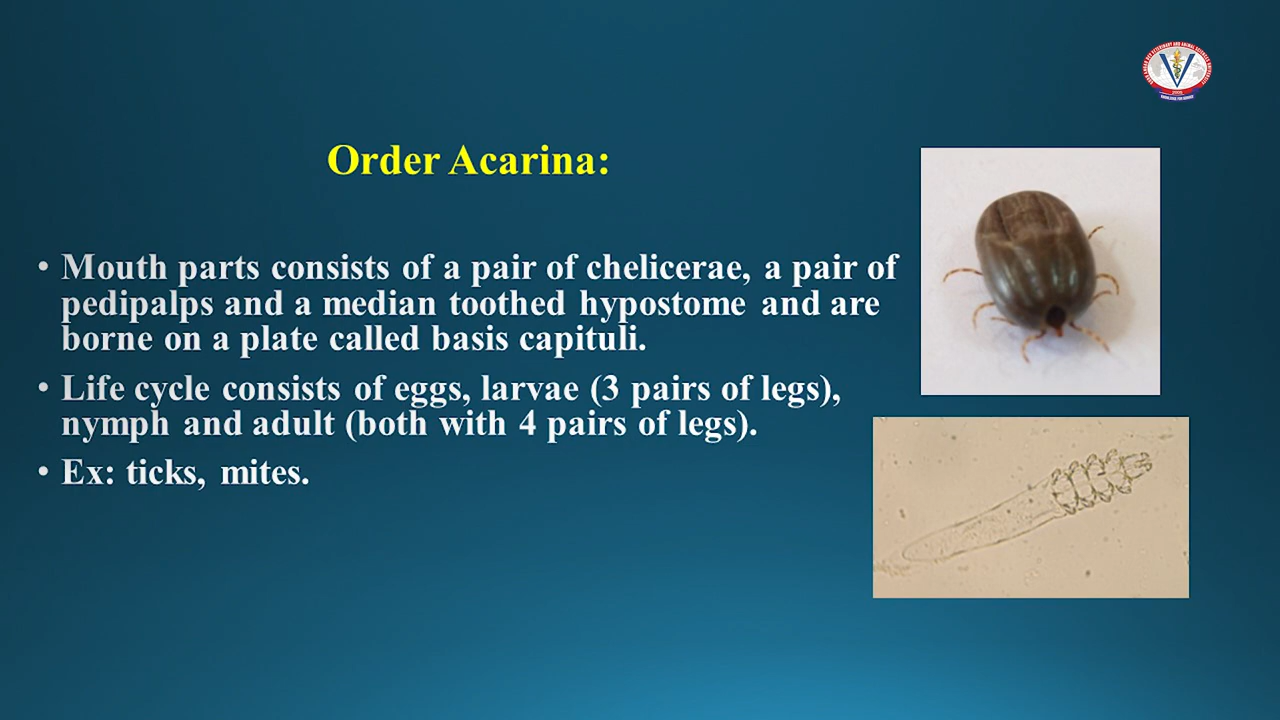 Order Acarina:
• Mouth parts consists of a pair of chelicerae, a pair of
pedipalps and a median toothed hypostome and are
borne on a plate called basis capituli.
• Life cycle consists of eggs, larvae (3 pairs of legs),
nymph and adult (both with 4 pairs of legs).
• Ex: ticks, mites.